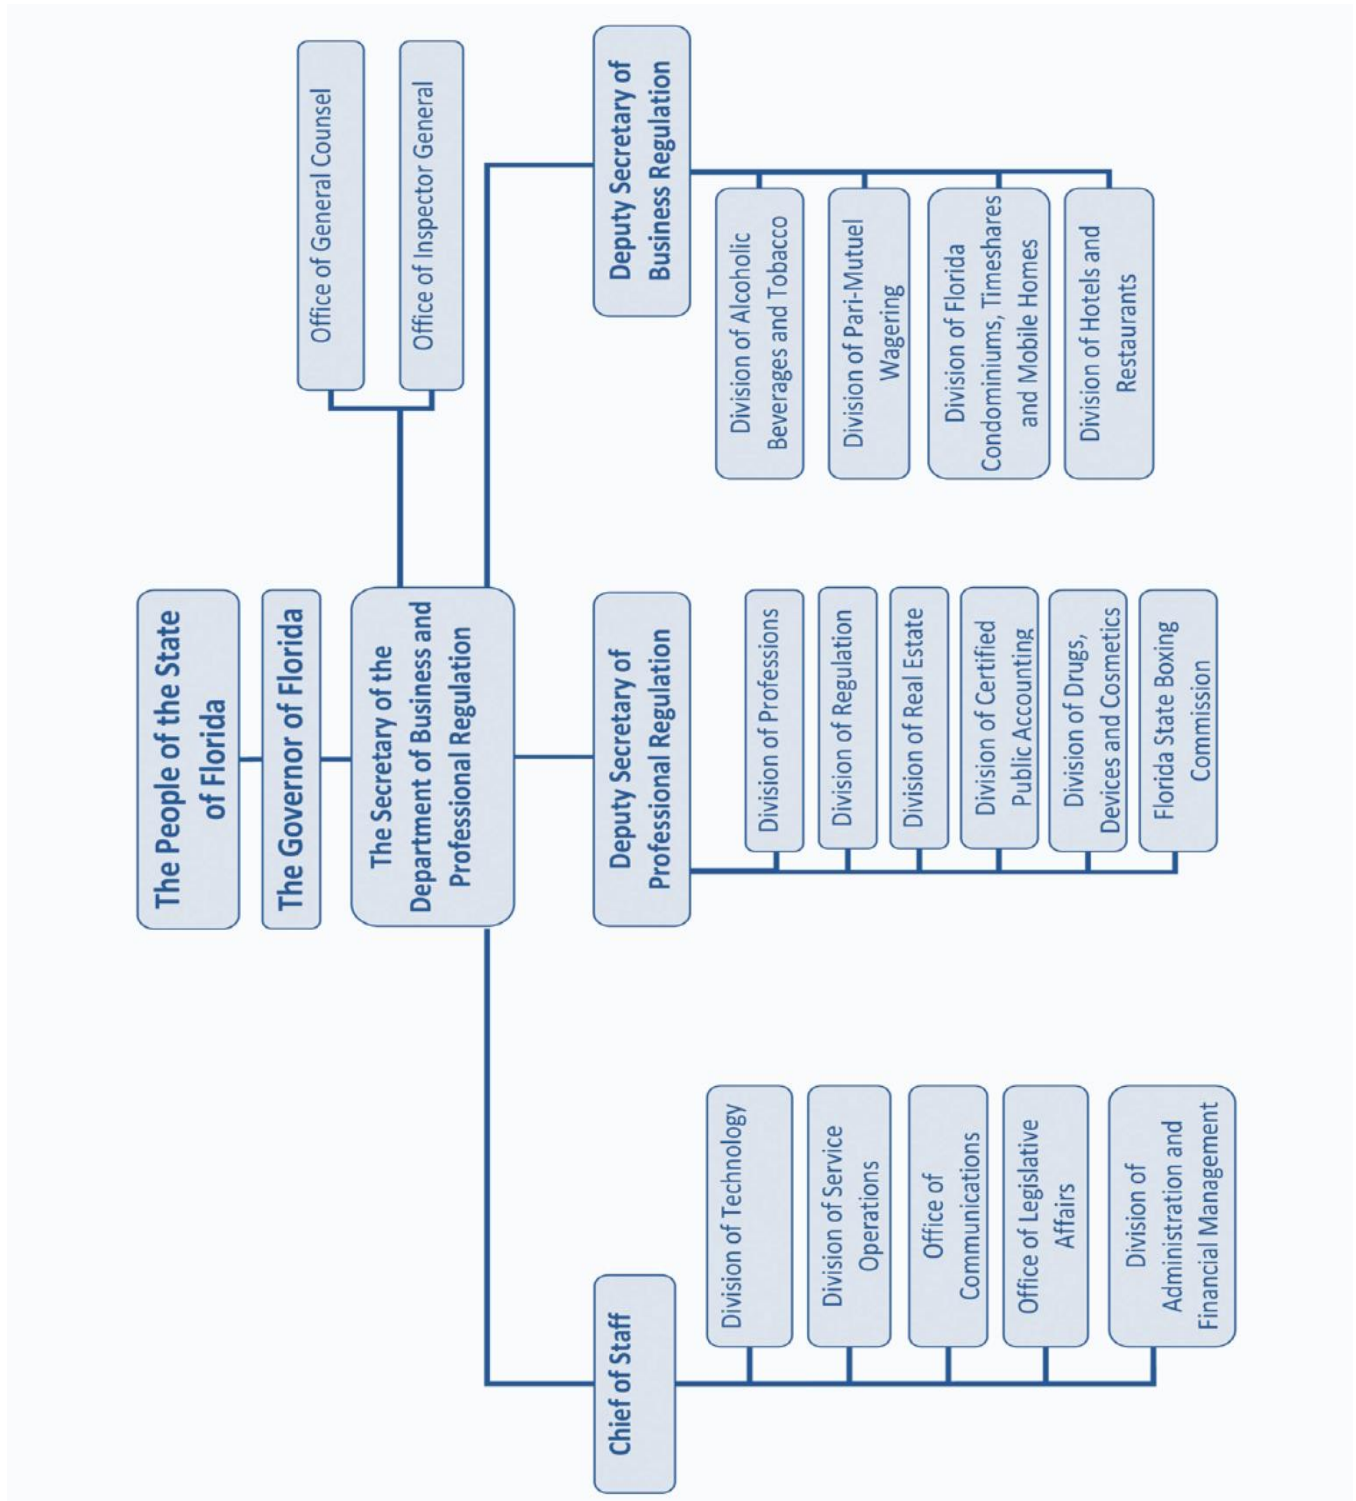 The People of the State
of Florida
The Governor of Florida
The Secretary of the
Department of Business and
Professional Regulation
Office of General Counsel
Office of Inspector General
Chief of Staff
Division of Technology
Division of Service
Operations
Office of
Communications
Office of Legislative
Affairs
Division of
Administration and
Financial Management
Deputy Secretary of
Professional Regulation
Division of Professions
Division of Regulation
Division of Real Estate
Division of Certified
Public Accounting
Division of Drugs,
Devices and Cosmetics
Florida State Boxing
Commission
Deputy Secretary of
Business Regulation
Division of Alcoholic
Beverages and Tobacco
Division of Pari-Mutuel
Wagering
Division of Florida
Condominiums, Timeshares
and Mobile Homes
Division of Hotels and
Restaurants